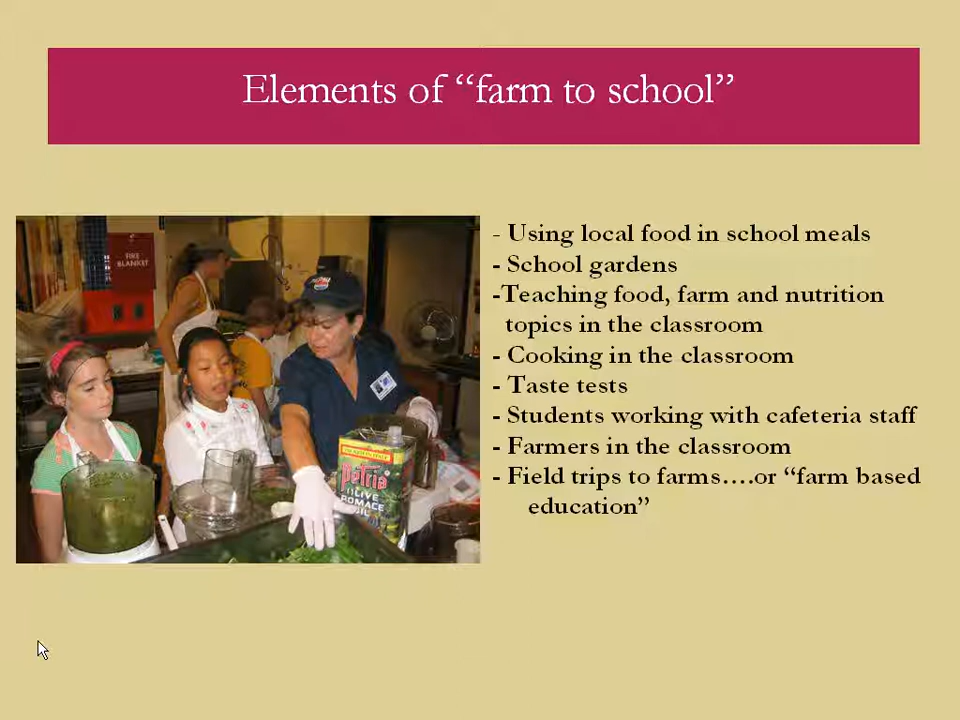 Elements of “farm to school”
FIRE
BLANKET
Petria
OLIVE
POMACE
OIL
- Using local food in school meals
- School gardens
-Teaching food, farm and nutrition
topics in the classroom
- Cooking in the classroom
- Taste tests
- Students working with cafeteria staff
- Farmers in the classroom
- Field trips to farms….or “farm based
education”